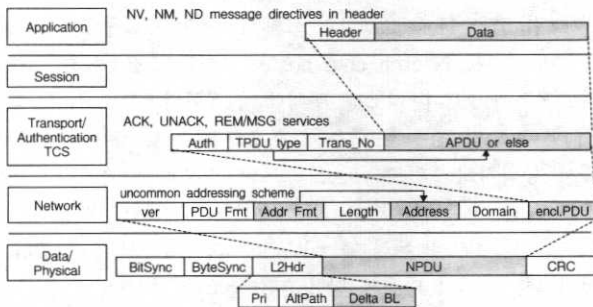 Application
NV, NM, ND message directives in header
Header Data
Session
Transport/
Authentication
TCS
ACK, UNACK, REM/MSG services
Auth TPDU type Trans_No APDU or else
Network
uncommon addressing scheme
ver PDU Fmt Addr Fmt Length Address Domain encl.PDU
Data/
Physical
BitSync ByteSync L2Hdr NPDU CRC
Pri AltPath Delta BL